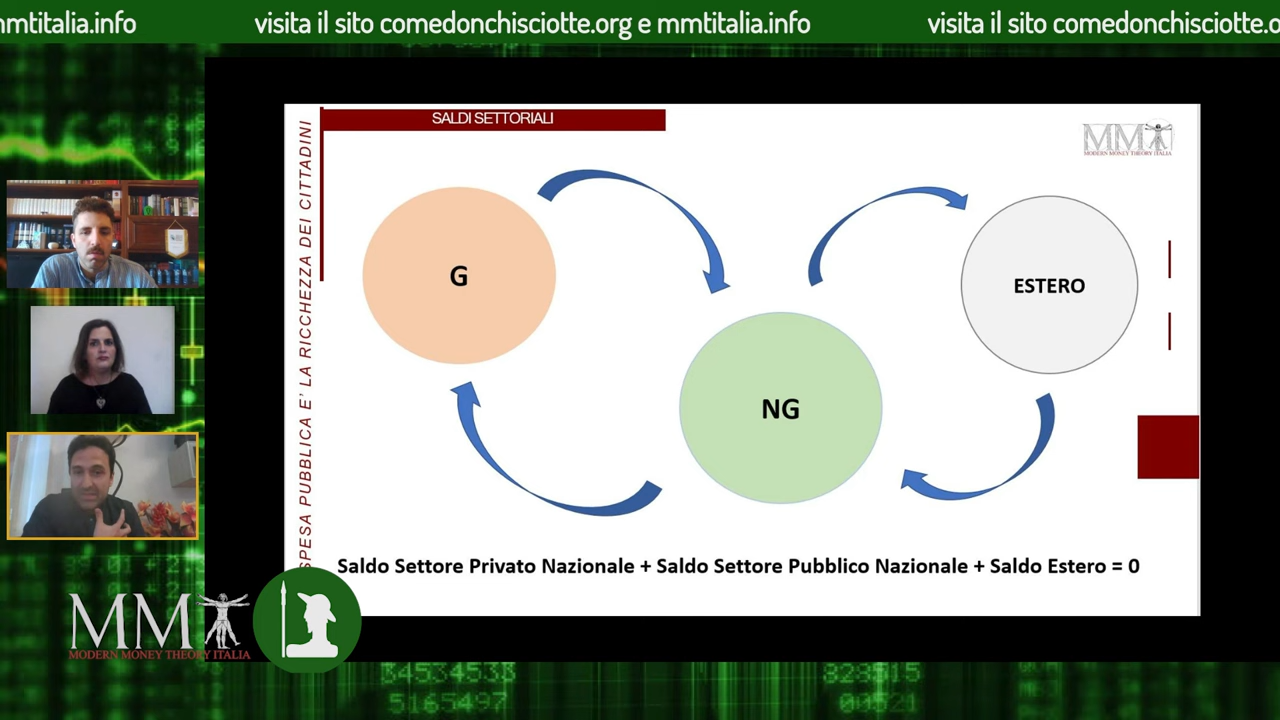 mmtitalia.info visita il sito comedonchisciotte.org e mmtitalia.info visita il sito comedonchisciotte.o
SALDI SETTORIALI
MMT
MODERN MONEY THEORY ITALIA
SPESA PUBBLICA E' LA RICCHEZZA DEI CITTADINI
G
ESTERO
NG
Saldo Settore Privato Nazionale + Saldo Settore Pubblico Nazionale + Saldo Estero = 0
MMT
MODERN MONEY THEORY ITALIA
34534533
5165497